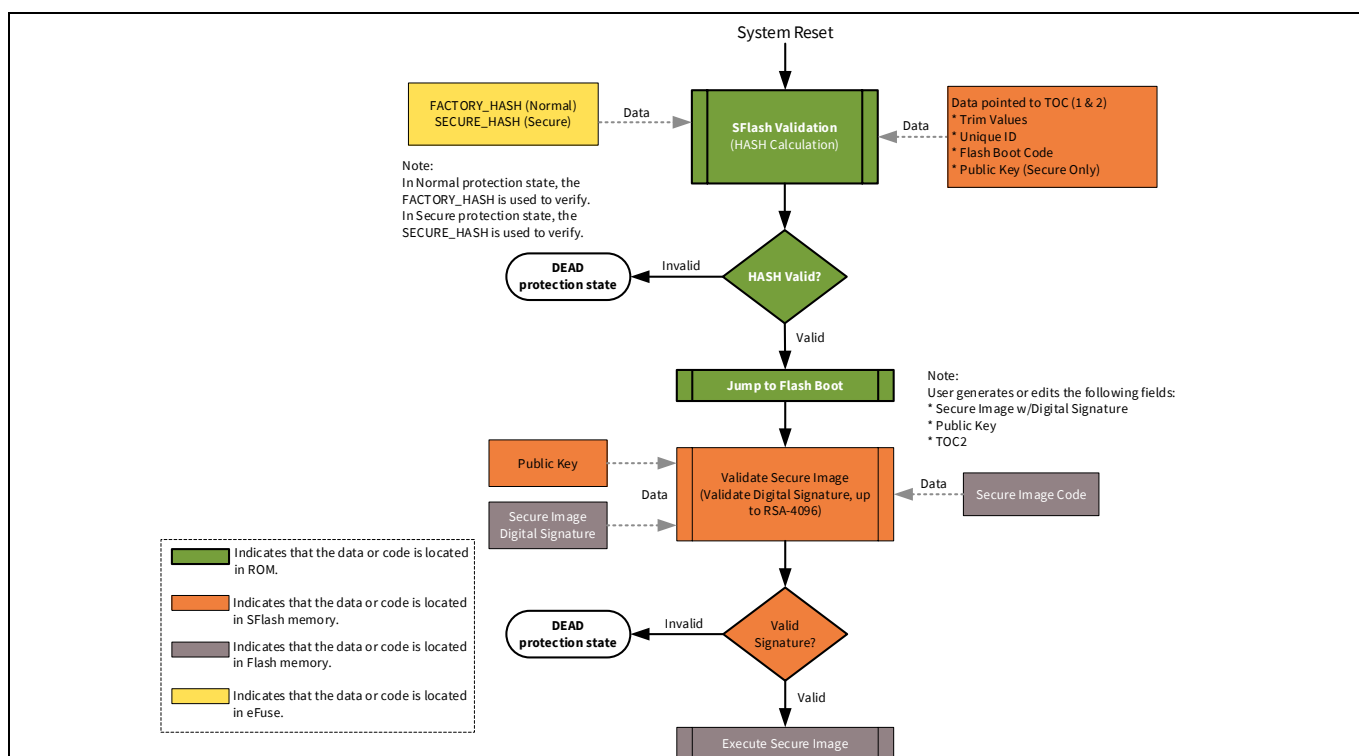 System Reset
FACTORY_HASH (Normal)
SECURE_HASH (Secure)
Data
SFlash Validation
(HASH Calculation)
Data
Data pointed to TOC (1 & 2)
* Trim Values
* Unique ID
* Flash Boot Code
* Public Key (Secure Only)
Note:
In Normal protection state, the
FACTORY_HASH is used to verify.
In Secure protection state, the
SECURE_HASH is used to verify.
DEAD
protection state
Invalid
HASH Valid?
Valid
Jump to Flash Boot
Note:
User generates or edits the following fields:
* Secure Image w/Digital Signature
* Public Key
* TOC2
Public Key
Data
Secure Image
Digital Signature
Validate Secure Image
(Validate Digital Signature, up
to RSA-4096)
Data
Secure Image Code
Indicates that the data or code is located
in ROM.
Indicates that the data or code is located
in SFlash memory.
Indicates that the data or code is located
in Flash memory.
Indicates that the data or code is located
in eFuse.
DEAD
protection state
Invalid
Valid
Signature?
Valid
Execute Secure Image